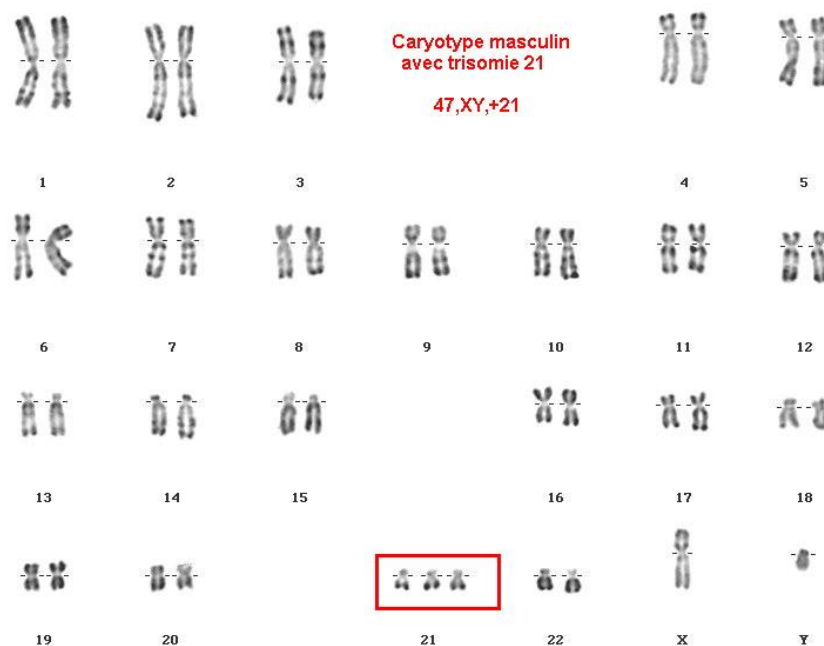 Caryotype masculin
avec trisomie 21
47,XY,+21
1 2 3 4 5
6 7 8 9 10 11 12
13 14 15 16 17 18
19 20 21 22 X Y